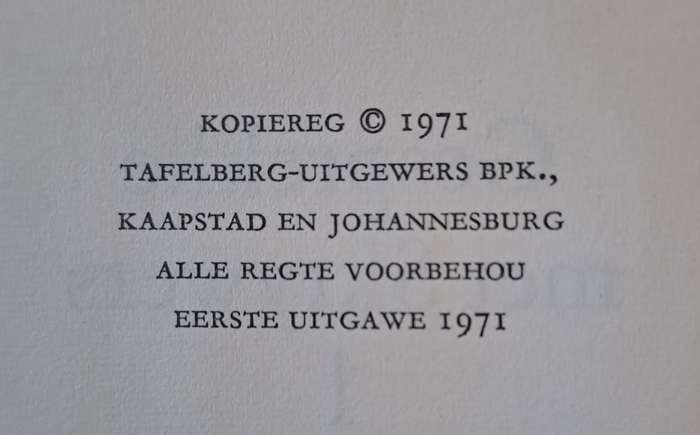 KOPIEREG © 1971
TAFELBERG-UITGEWERS BPK.,
KAAPSTAD EN JOHANNESBURG
ALLE REGTE VOORBEHOU
EERSTE UITGAWE 1971